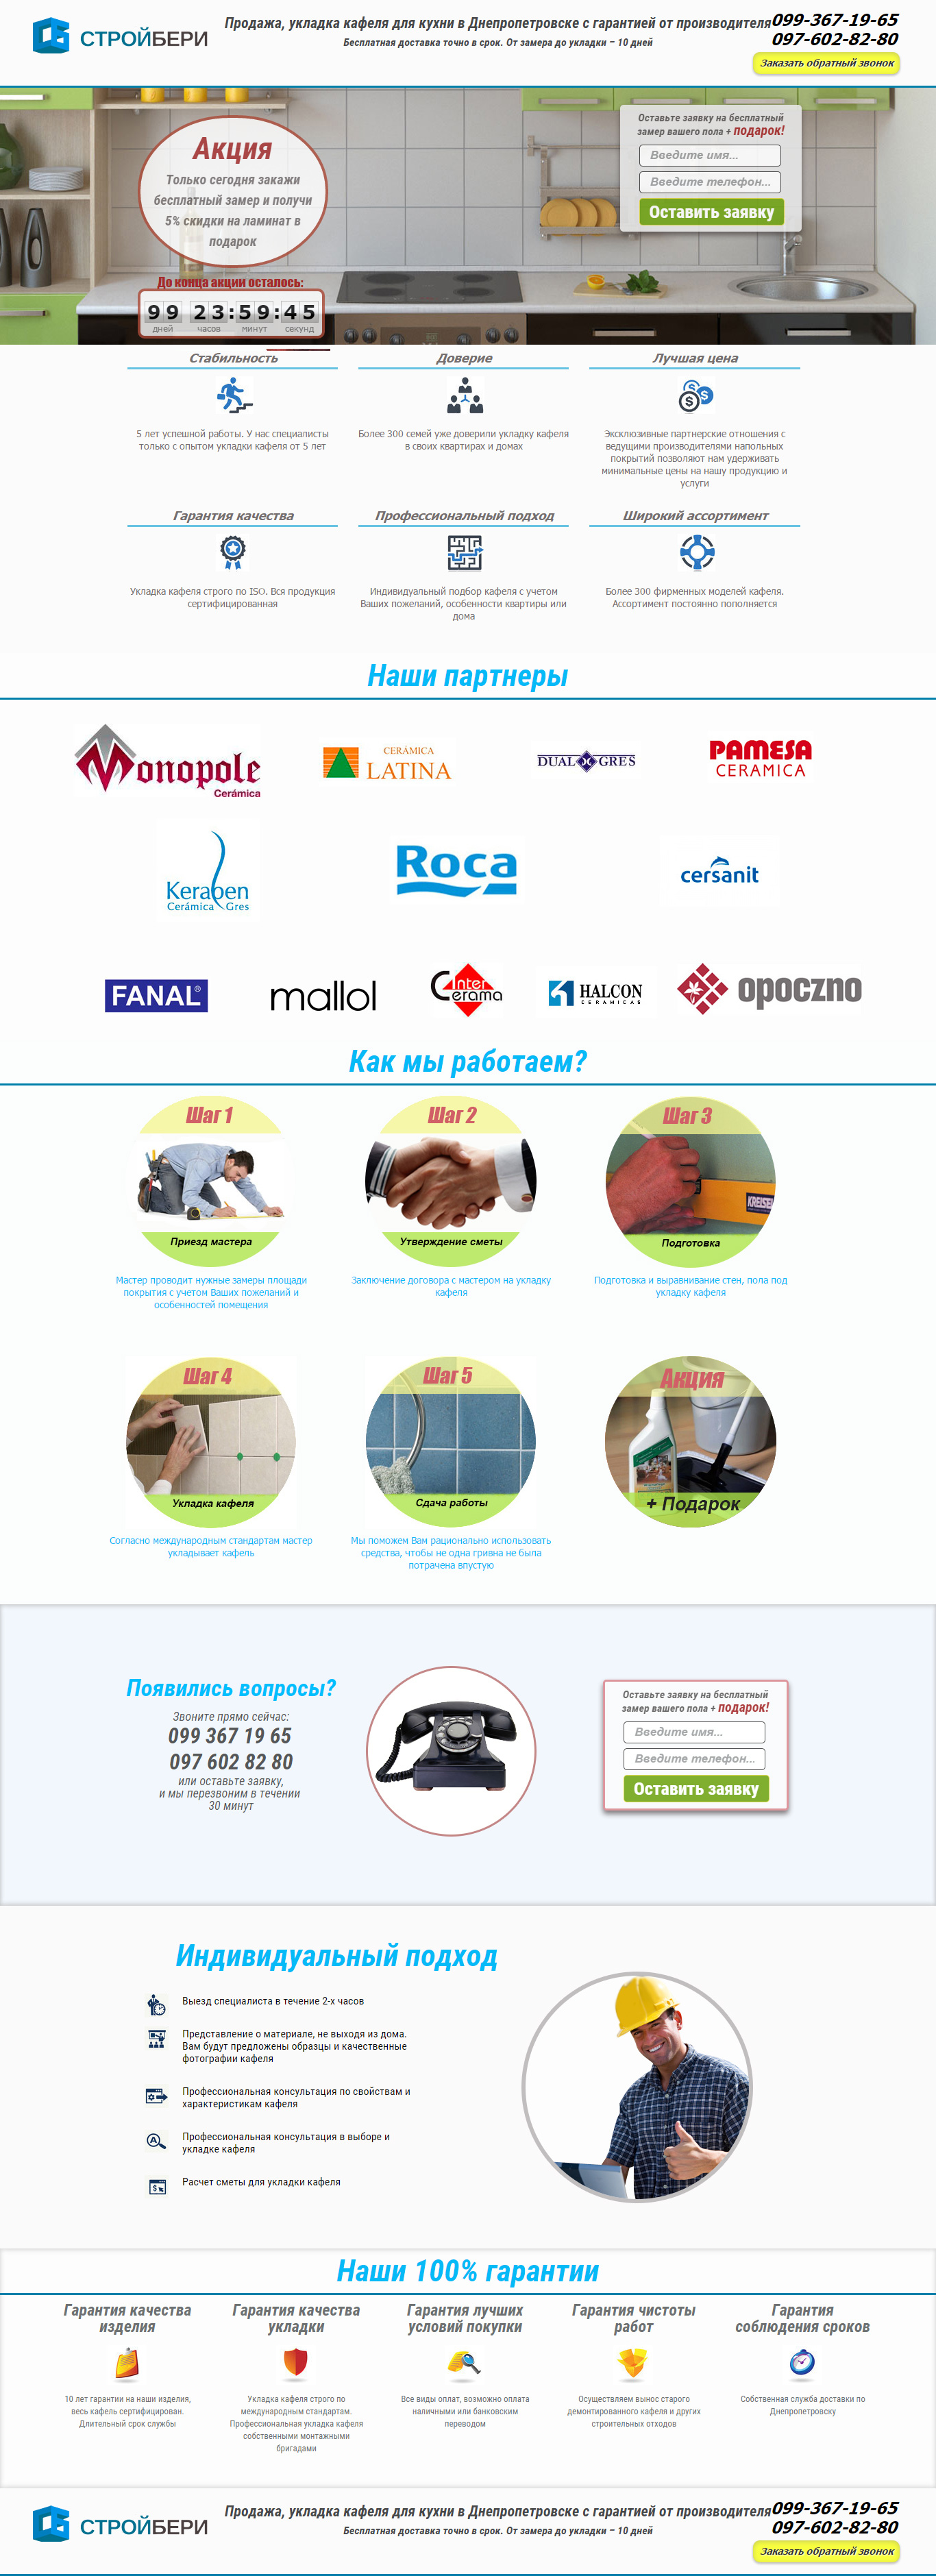 СТРОЙБЕРИ
Продажа, укладка кафеля для кухни в Днепропетровске с гарантией от производителя
Бесплатная доставка точно в срок. От замера до укладки – 10 дней
099-367-19-65
097-602-82-80
Заказать обратный звонок
Акция
Только сегодня закажи
бесплатный замер и получи
5% скидки на ламинат в
подарок
До конца акции осталось:
99 23:59:45
дней часов минут секунд
Оставьте заявку на бесплатный
замер вашего пола + подарок!
Введите имя...
Введите телефон...
Оставить заявку
Стабильность
5 лет успешной работы. У нас специалисты
только с опытом укладки кафеля от 5 лет
Доверие
Более 300 семей уже доверили укладку кафеля
в своих квартирах и домах
Лучшая цена
Эксклюзивные партнерские отношения с
ведущими производителями напольных
покрытий позволяют нам удерживать
минимальные цены на нашу продукцию и
услуги
Гарантия качества
Укладка кафеля строго по ISO. Вся продукция
сертифицированная
Профессиональный подход
Индивидуальный подбор кафеля с учетом
Ваших пожеланий, особенности квартиры или
дома
Широкий ассортимент
Более 300 фирменных моделей кафеля.
Ассортимент постоянно пополняется
Наши партнеры
Monopole
Cerámica
CERÁMICA
LATINA
DUAL GRES
PAMESA
CERAMICA
Keraben
Cerámica Gres
Roca
cersanit
FANAL®
mallol
Inter
Cerama
HALCON
CERAMICAS
opoczno
Как мы работаем?
Шаг 1
Приезд мастера
Мастер проводит нужные замеры площади
покрытия с учетом Ваших пожеланий и
особенностей помещения
Шаг 2
Утверждение сметы
Заключение договора с мастером на укладку
кафеля
Шаг 3
KREISEL
Подготовка
Подготовка и выравнивание стен, пола под
укладку кафеля
Шаг 4
Укладка кафеля
Согласно международным стандартам мастер
укладывает кафель
Шаг 5
Сдача работы
Мы поможем Вам рационально использовать
средства, чтобы не одна гривна не была
потрачена впустую
Акция
+ Подарок
Появились вопросы?
Звоните прямо сейчас:
099 367 19 65
097 602 82 80
или оставьте заявку,
и мы перезвоним в течении
30 минут
Оставьте заявку на бесплатный
замер вашего пола + подарок!
Введите имя...
Введите телефон...
Оставить заявку
Индивидуальный подход
Выезд специалиста в течение 2-х часов
Представление о материале, не выходя из дома.
Вам будут предложены образцы и качественные
фотографии кафеля
Профессиональная консультация по свойствам и
характеристикам кафеля
Профессиональная консультация в выборе и
укладке кафеля
Расчет сметы для укладки кафеля
Наши 100% гарантии
Гарантия качества
изделия
10 лет гарантии на наши изделия,
весь кафель сертифицирован.
Длительный срок службы
Гарантия качества
укладки
Укладка кафеля строго по
международным стандартам.
Профессиональная укладка кафеля
собственными монтажными
бригадами
Гарантия лучших
условий покупки
Все виды оплат, возможно оплата
наличными или банковским
переводом
Гарантия чистоты
работ
Осуществляем вынос старого
демонтированного кафеля и других
строительных отходов
Гарантия
соблюдения сроков
Собственная служба доставки по
Днепропетровску
СТРОЙБЕРИ
Продажа, укладка кафеля для кухни в Днепропетровске с гарантией от производителя
Бесплатная доставка точно в срок. От замера до укладки – 10 дней
099-367-19-65
097-602-82-80
Заказать обратный звонок